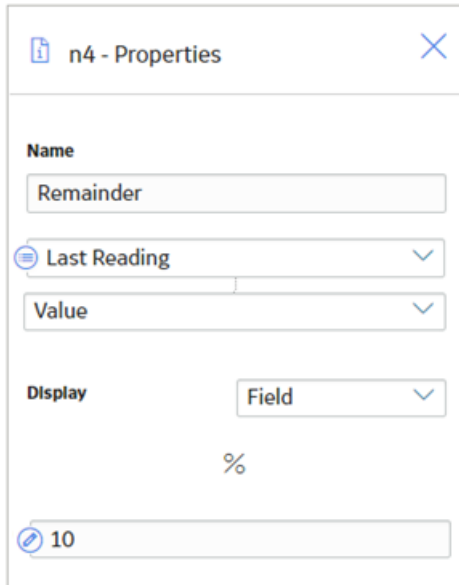 n4 - Properties
Name
Remainder
Last Reading
Value
Display
Field
%
10